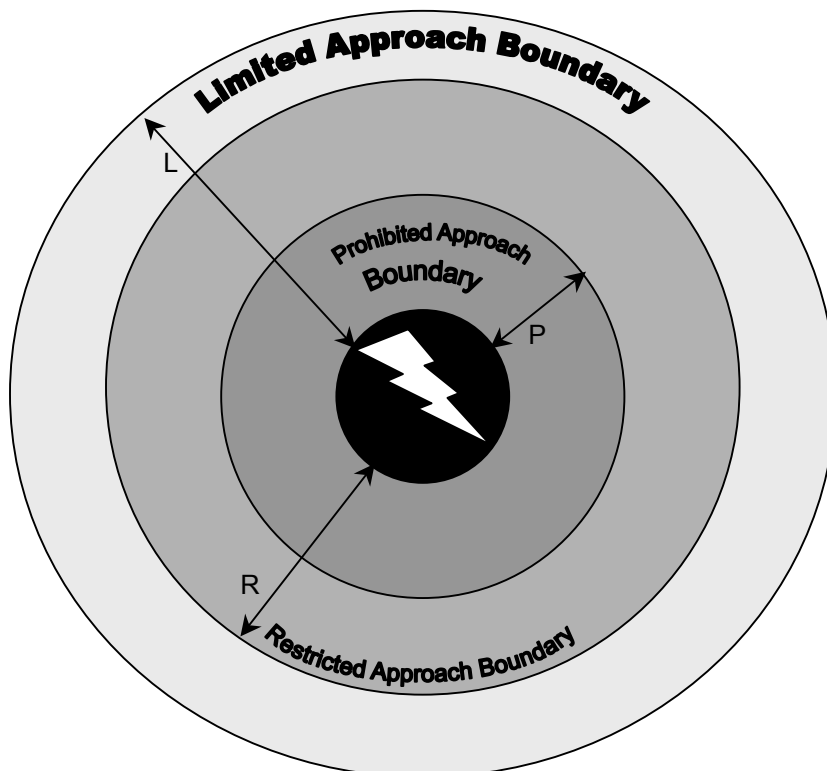 Limited Approach Boundary
L
Prohibited Approach
Boundary
P
R
Restricted Approach Boundary